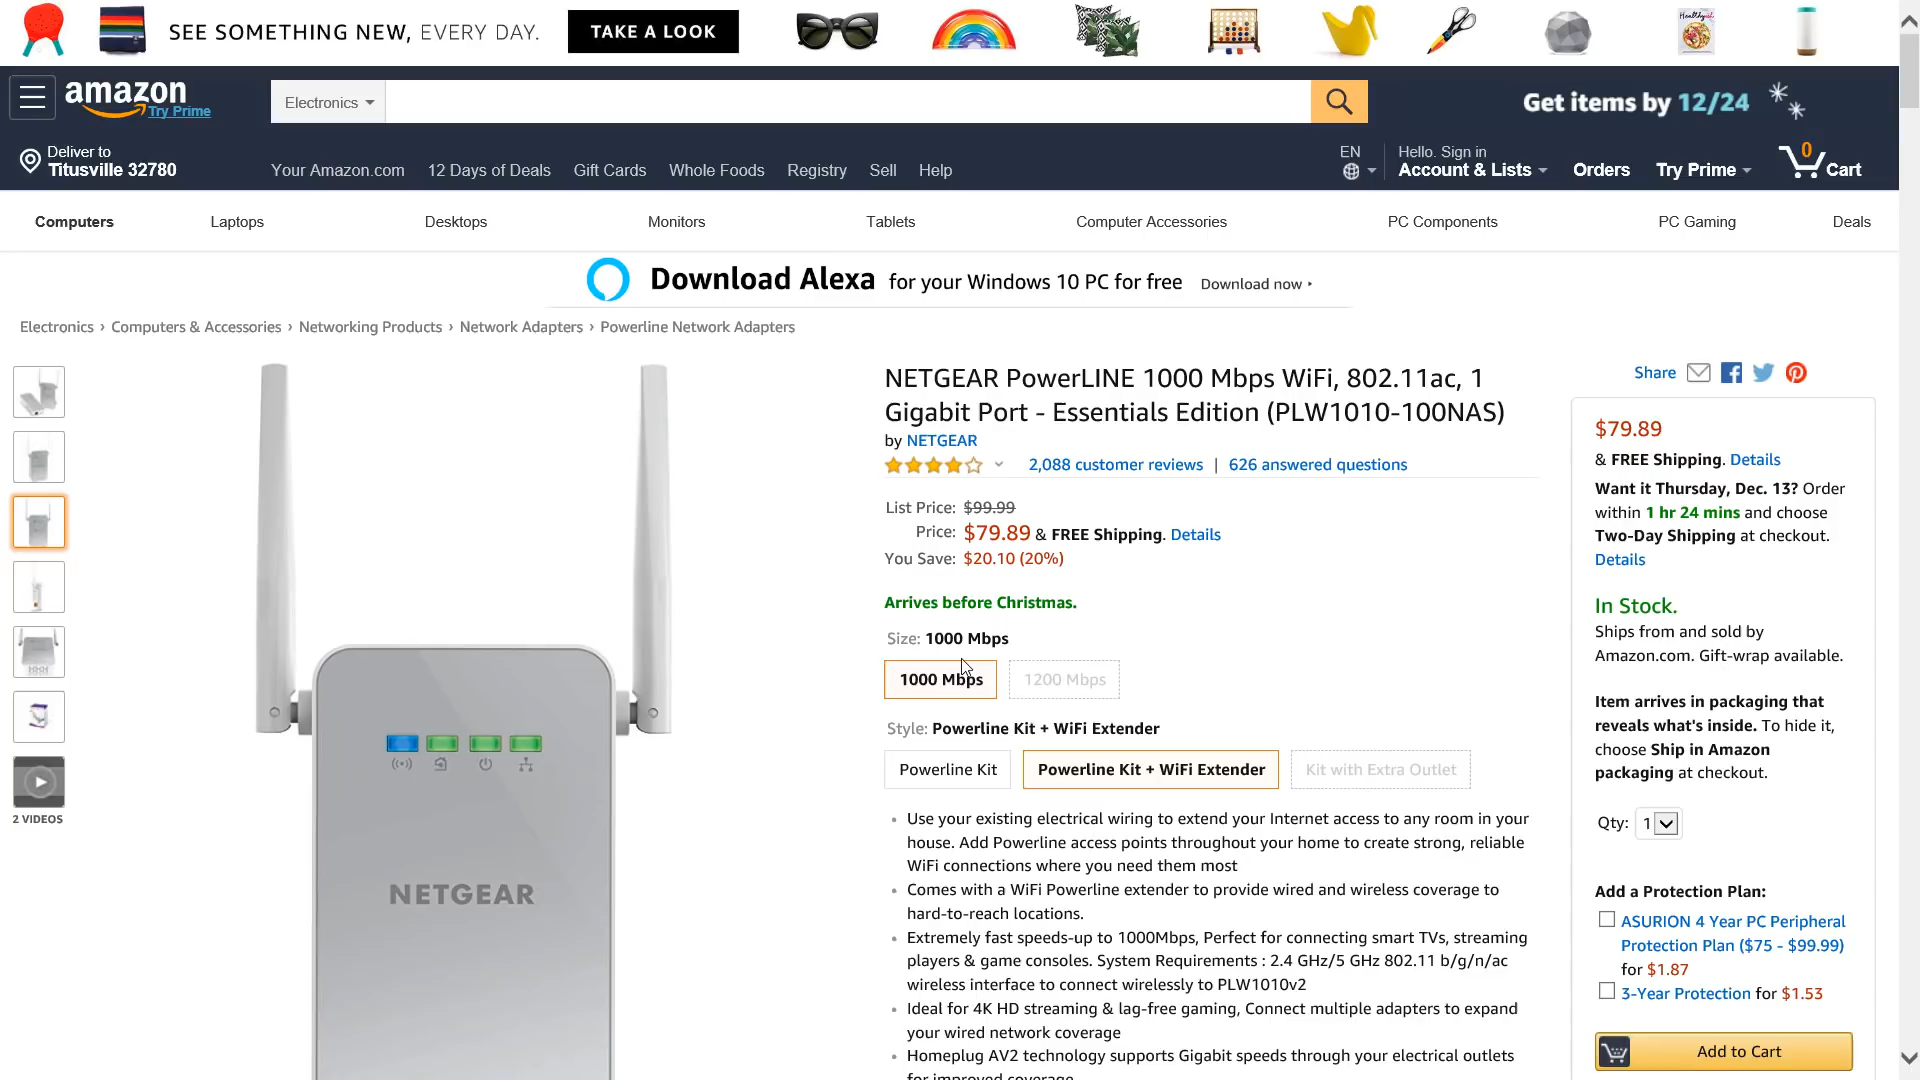 SEE SOMETHING NEW, EVERY DAY.
TAKE A LOOK
amazon
Try Prime
Electronics
Get items by 12/24
Deliver to
Titusville 32780
Your Amazon.com
12 Days of Deals
Gift Cards
Whole Foods
Registry
Sell
Help
EN
Hello. Sign in
Account & Lists
Orders
Try Prime
0
Cart
Computers
Laptops
Desktops
Monitors
Tablets
Computer Accessories
PC Components
PC Gaming
Deals
Download Alexa for your Windows 10 PC for free Download now
Electronics › Computers & Accessories › Networking Products › Network Adapters › Powerline Network Adapters
2 VIDEOS
NETGEAR
NETGEAR PowerLINE 1000 Mbps WiFi, 802.11ac, 1
Gigabit Port - Essentials Edition (PLW1010-100NAS)
by NETGEAR
2,088 customer reviews | 626 answered questions
List Price: $99.99
Price: $79.89 & FREE Shipping. Details
You Save: $20.10 (20%)
Arrives before Christmas.
Size: 1000 Mbps
1000 Mbps
1200 Mbps
Style: Powerline Kit + WiFi Extender
Powerline Kit
Powerline Kit + WiFi Extender
Kit with Extra Outlet
Use your existing electrical wiring to extend your Internet access to any room in your
house. Add Powerline access points throughout your home to create strong, reliable
WiFi connections where you need them most
Comes with a WiFi Powerline extender to provide wired and wireless coverage to
hard-to-reach locations.
Extremely fast speeds-up to 1000Mbps, Perfect for connecting smart TVs, streaming
players & game consoles. System Requirements : 2.4 GHz/5 GHz 802.11 b/g/n/ac
wireless interface to connect wirelessly to PLW1010v2
Ideal for 4K HD streaming & lag-free gaming, Connect multiple adapters to expand
your wired network coverage
Homeplug AV2 technology supports Gigabit speeds through your electrical outlets
for improved coverage
Share
$79.89
& FREE Shipping. Details
Want it Thursday, Dec. 13? Order
within 1 hr 24 mins and choose
Two-Day Shipping at checkout.
Details
In Stock.
Ships from and sold by
Amazon.com. Gift-wrap available.
Item arrives in packaging that
reveals what's inside. To hide it,
choose Ship in Amazon
packaging at checkout.
Qty: 1
Add a Protection Plan:
ASURION 4 Year PC Peripheral
Protection Plan ($75 - $99.99)
for $1.87
3-Year Protection for $1.53
Add to Cart